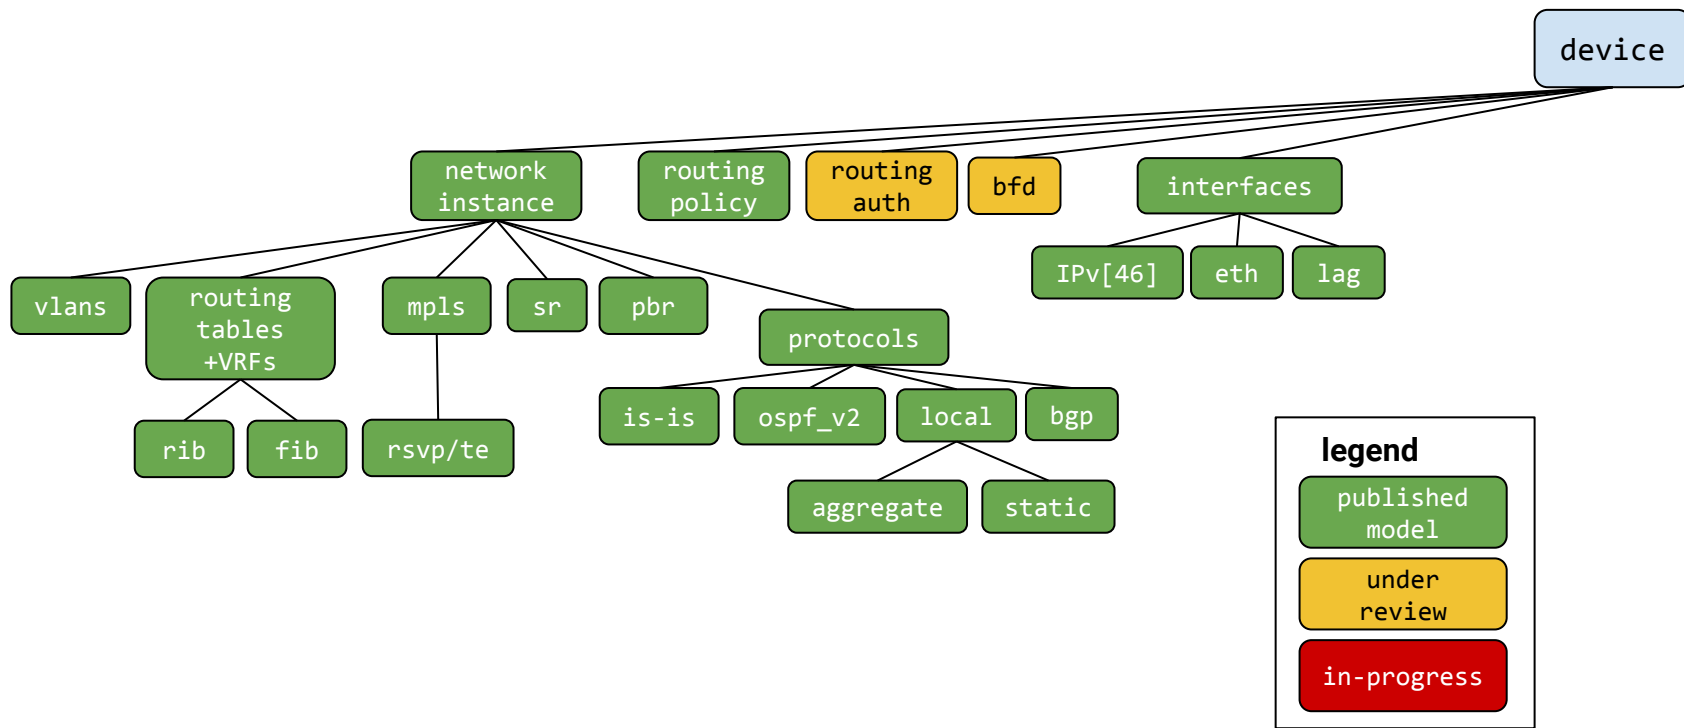 device
network
instance
routing
policy
routing
auth
bfd
interfaces
IPv[46]
eth
lag
vlans
routing
tables
+VRFs
mpls
sr
pbr
protocols
rib
fib
rsvp/te
is-is
ospf_v2
local
bgp
aggregate
static
legend
published
model
under
review
in-progress